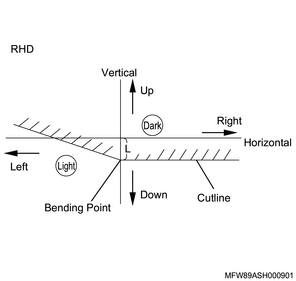 RHD
Vertical
Up
Dark
Right
Horizontal
L
Left
Light
Down
Bending Point
Cutline
MFW89ASH000901